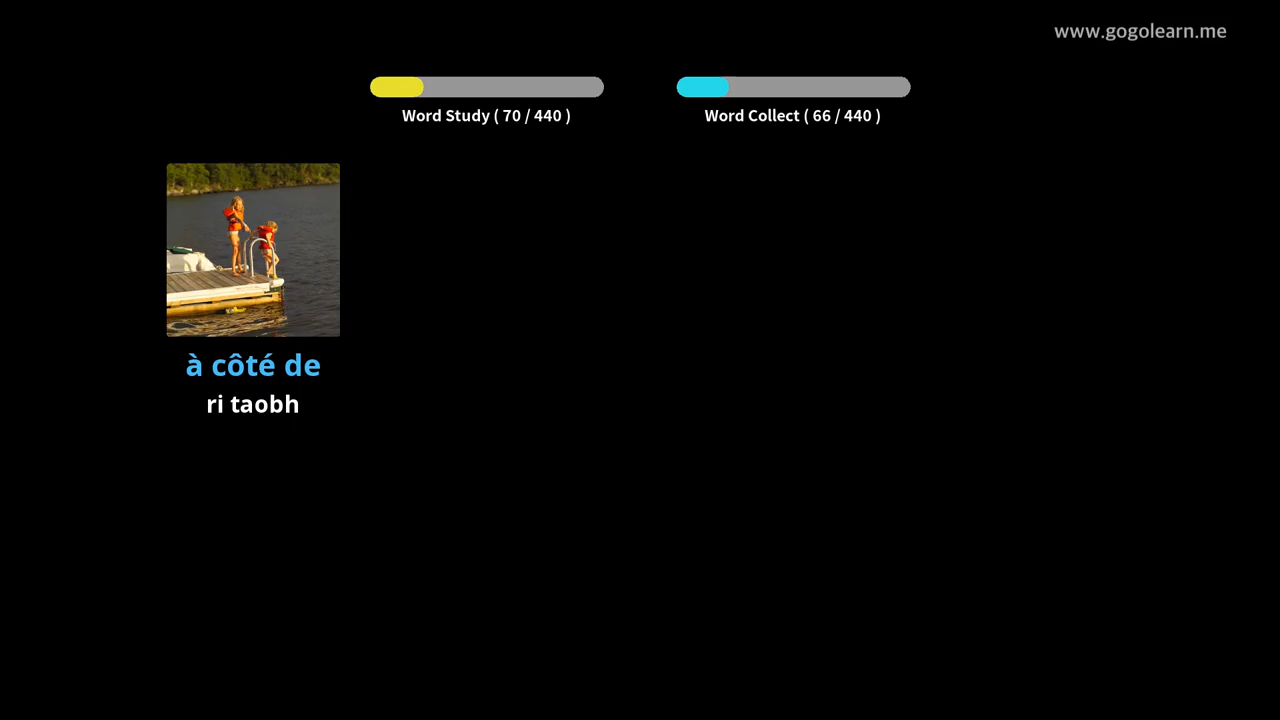 www.gogolearn.me
Word Study ( 70 / 440 )
Word Collect ( 66 / 440 )
à côté de
ri taobh